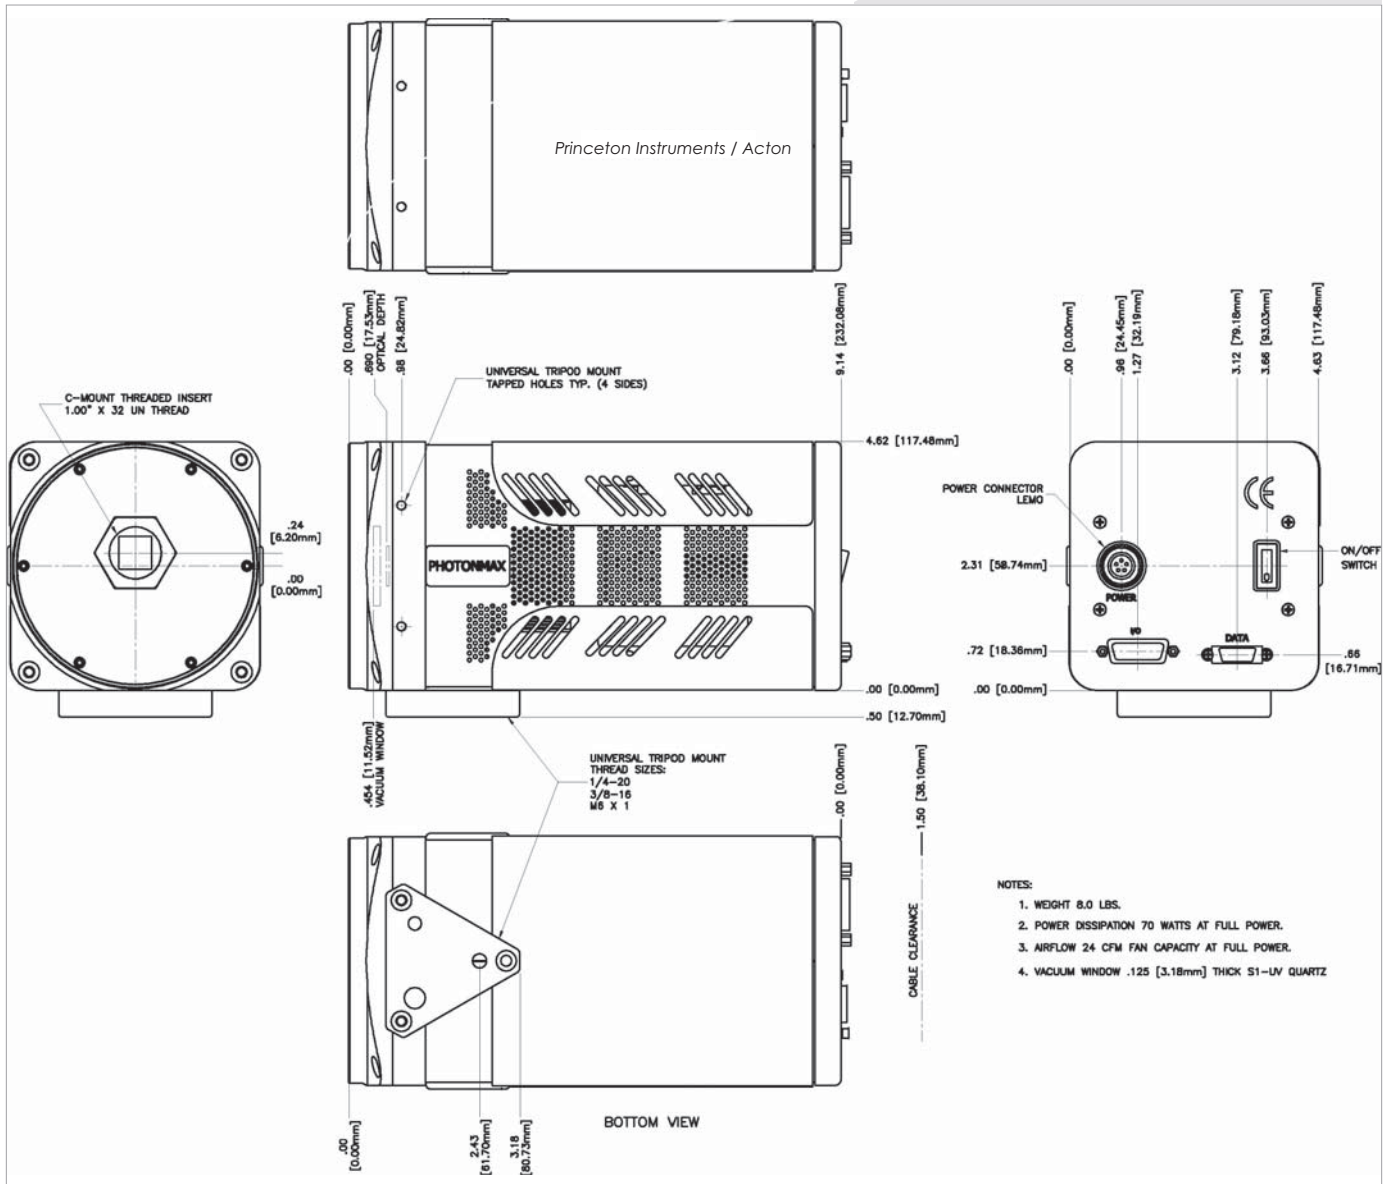 Princeton Instruments / Acton
.00 [0.00mm]
.690 [17.53mm]
OPTICAL DEPTH
.98 [24.82mm]
9.14 [232.08mm]
UNIVERSAL TRIPOD MOUNT
TAPPED HOLES TYP. (4 SIDES)
C-MOUNT THREADED INSERT
1.00" X 32 UN THREAD
.24
[6.20mm]
.00
[0.00mm]
PHOTONMAX
4.62 [117.48mm]
.00 [0.00mm]
.50 [12.70mm]
.454 [11.52mm]
VACUUM WINDOW
.00 [0.00mm]
.96 [24.45mm]
1.27 [32.19mm]
3.12 [79.18mm]
3.66 [93.03mm]
4.63 [117.48mm]
POWER CONNECTOR
LEMO
CE
2.31 [58.74mm]
ON/OFF
SWITCH
POWER
I/O
DATA
.72 [18.36mm]
.66
[16.71mm]
.00 [0.00mm]
UNIVERSAL TRIPOD MOUNT
THREAD SIZES:
1/4-20
3/8-16
M6 X 1
.00 [0.00mm]
1.50 [38.10mm]
CABLE CLEARANCE
NOTES:
1. WEIGHT 8.0 LBS.
2. POWER DISSIPATION 70 WATTS AT FULL POWER.
3. AIRFLOW 24 CFM FAN CAPACITY AT FULL POWER.
4. VACUUM WINDOW .125 [3.18mm] THICK S1-UV QUARTZ
.00
[0.00mm]
2.43
[61.70mm]
3.18
[80.73mm]
BOTTOM VIEW